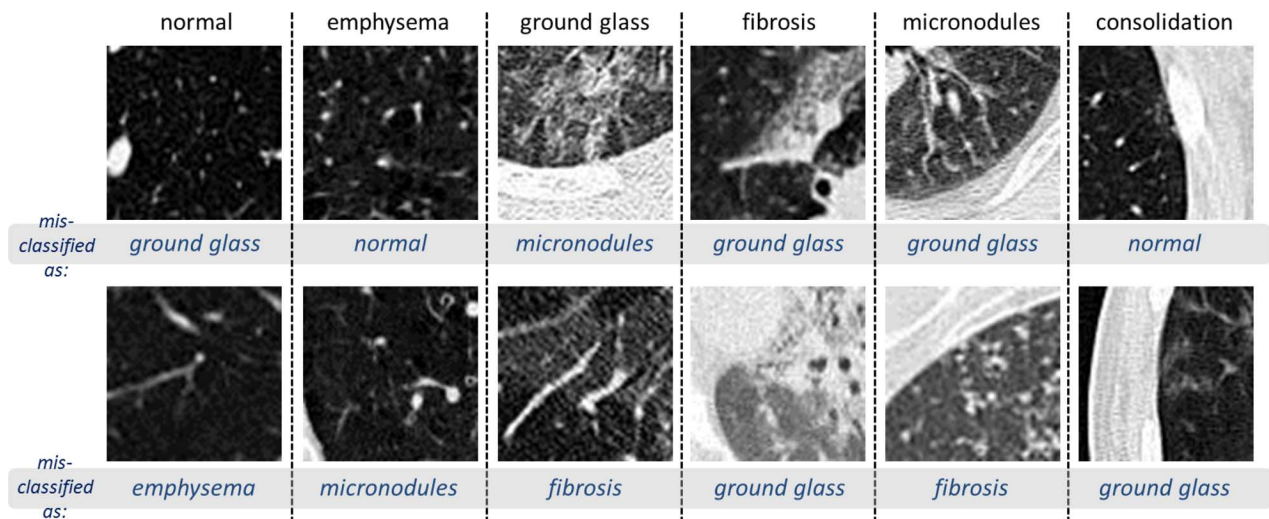 normal emphysema ground glass fibrosis micronodules consolidation
mis-
classified
as:
ground glass normal micronodules ground glass ground glass normal
mis-
classified
as:
emphysema micronodules fibrosis ground glass fibrosis ground glass